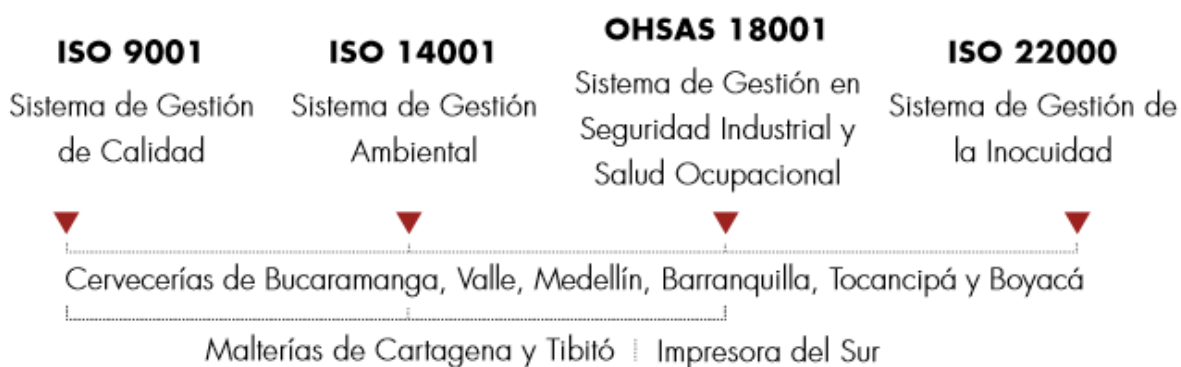 ISO 9001
Sistema de Gestión
de Calidad
ISO 14001
Sistema de Gestión
Ambiental
OHSAS 18001
Sistema de Gestión en
Seguridad Industrial y
Salud Ocupacional
ISO 22000
Sistema de Gestión de
la Inocuidad
Cervecerías de Bucaramanga, Valle, Medellín, Barranquilla, Tocancipá y Boyacá
Malterías de Cartagena y Tibitó
Impresora del Sur